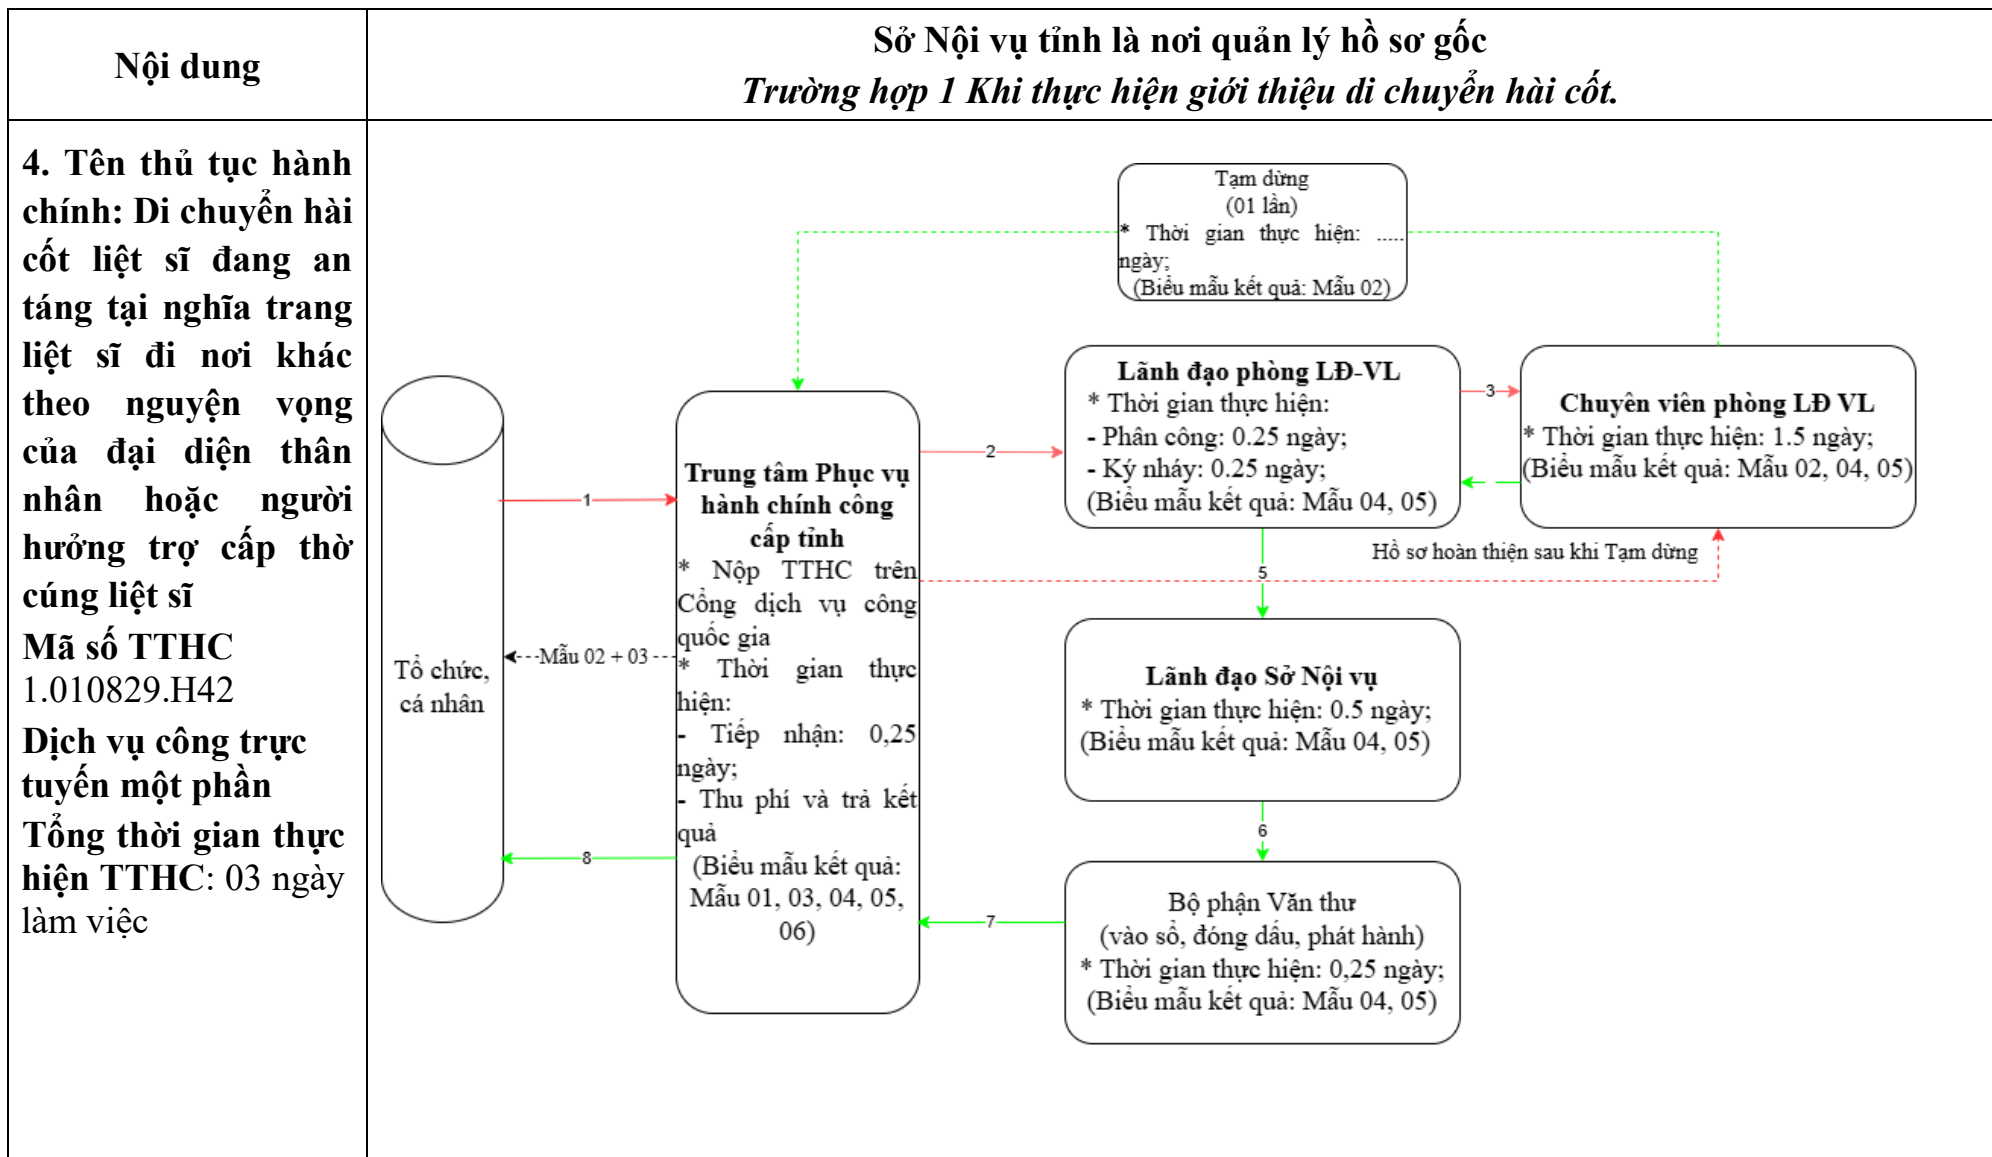 Nội dung
Sở Nội vụ tỉnh là nơi quản lý hồ sơ gốc
Trường hợp 1 Khi thực hiện giới thiệu di chuyển hài cốt.
4. Tên thủ tục hành
chính: Di chuyển hài
cốt liệt sĩ đang an
táng tại nghĩa trang
liệt sĩ đi nơi khác
theo nguyện vọng
của đại diện thân
nhân hoặc người
hưởng trợ cấp thờ
cúng liệt sĩ
Mã số TTHC
1.010829.H42
Dịch vụ công trực
tuyến một phần
Tổng thời gian thực
hiện TTHC: 03 ngày
làm việc
Tạm dừng
(01 lần)
* Thời gian thực hiện: .....
ngày;
(Biểu mẫu kết quả: Mẫu 02)
Tổ chức,
cá nhân
1
Mẫu 02 + 03
8
Trung tâm Phục vụ
hành chính công
cấp tỉnh
* Nộp TTHC trên
Cổng dịch vụ công
quốc gia
* Thời gian thực
hiện:
- Tiếp nhận: 0,25
ngày;
- Thu phí và trả kết
quả
(Biểu mẫu kết quả:
Mẫu 01, 03, 04, 05,
06)
2
Lãnh đạo phòng LĐ-VL
* Thời gian thực hiện:
- Phân công: 0.25 ngày;
- Ký nháy: 0.25 ngày;
(Biểu mẫu kết quả: Mẫu 04, 05)
3
Chuyên viên phòng LĐ VL
* Thời gian thực hiện: 1.5 ngày;
(Biểu mẫu kết quả: Mẫu 02, 04, 05)
Hồ sơ hoàn thiện sau khi Tạm dừng
5
Lãnh đạo Sở Nội vụ
* Thời gian thực hiện: 0.5 ngày;
(Biểu mẫu kết quả: Mẫu 04, 05)
6
Bộ phận Văn thư
(vào sổ, đóng dấu, phát hành)
* Thời gian thực hiện: 0,25 ngày;
(Biểu mẫu kết quả: Mẫu 04, 05)
7